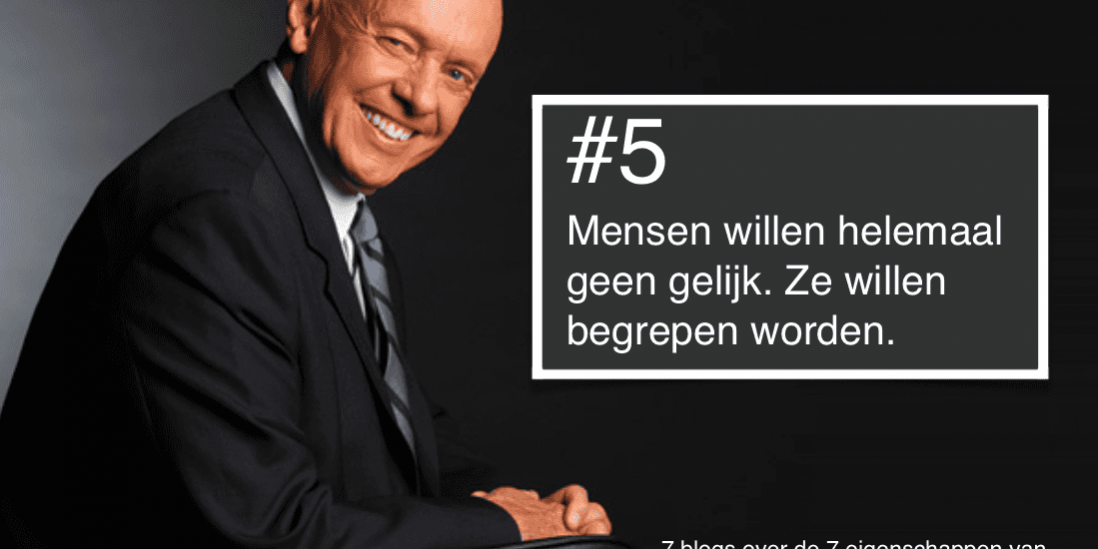 #5
Mensen willen helemaal
geen gelijk. Ze willen
begrepen worden.
7 blogs over de 7 eigenschappen van